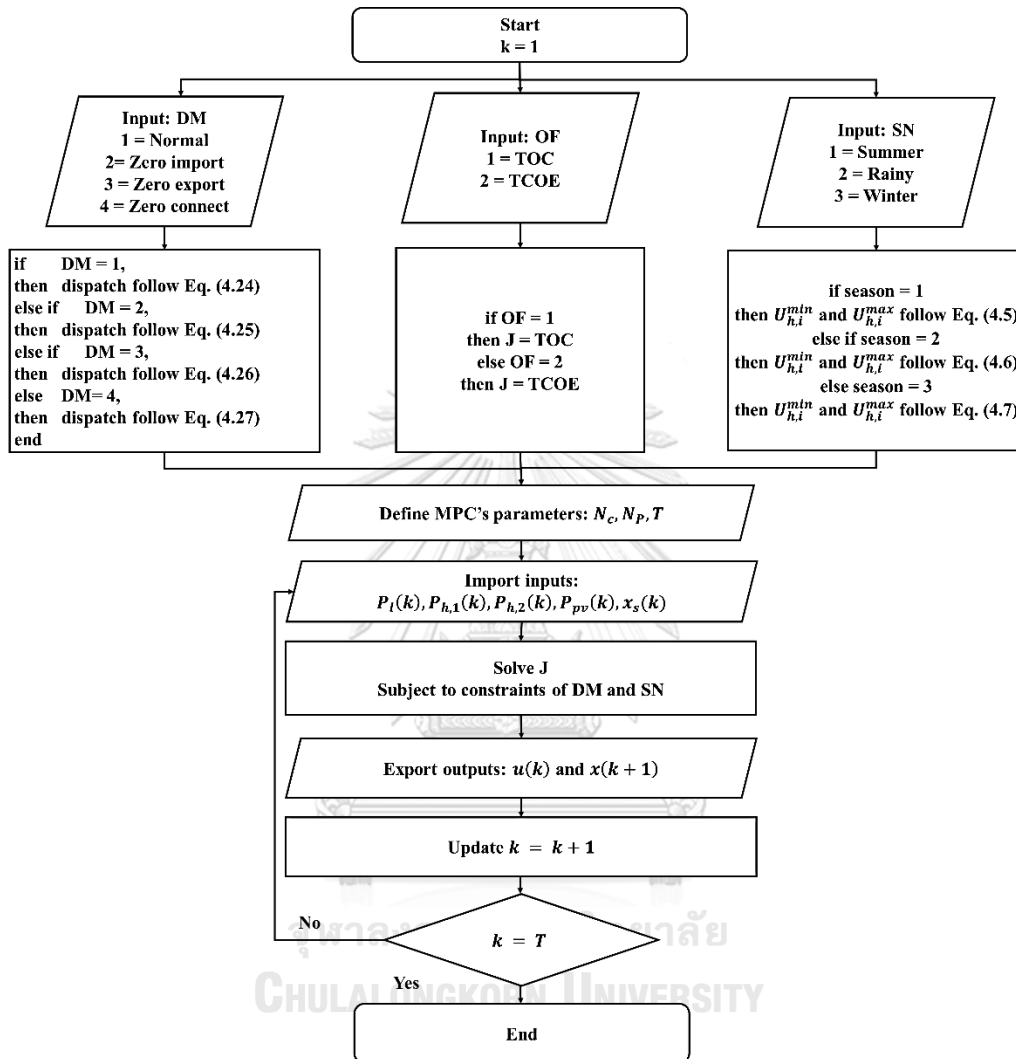 Start
k = 1
Input: DM
1 = Normal
2= Zero import
3 = Zero export
4 = Zero connect
Input: OF
1 = TOC
2 = TCOE
Input: SN
1 = Summer
2 = Rainy
3 = Winter
if DM = 1,
then dispatch follow Eq. (4.24)
else if DM = 2,
then dispatch follow Eq. (4.25)
else if DM = 3,
then dispatch follow Eq. (4.26)
else DM= 4,
then dispatch follow Eq. (4.27)
end
if OF = 1
then J = TOC
else OF = 2
then J = TCOE
if season = 1
then $U_{h,i}^{min}$ and $U_{h,i}^{max}$ follow Eq. (4.5)
else if season = 2
then $U_{h,i}^{min}$ and $U_{h,i}^{max}$ follow Eq. (4.6)
else season = 3
then $U_{h,i}^{min}$ and $U_{h,i}^{max}$ follow Eq. (4.7)
Define MPC's parameters: $N_c, N_P, T$
Import inputs:
$P_l(k), P_{h,1}(k), P_{h,2}(k), P_{pv}(k), x_s(k)$
Solve J
Subject to constraints of DM and SN
Export outputs: $u(k)$ and $x(k+1)$
Update $k = k+1$
No
$k = T$
Yes
CHULALONGKORN UNIVERSITY
End